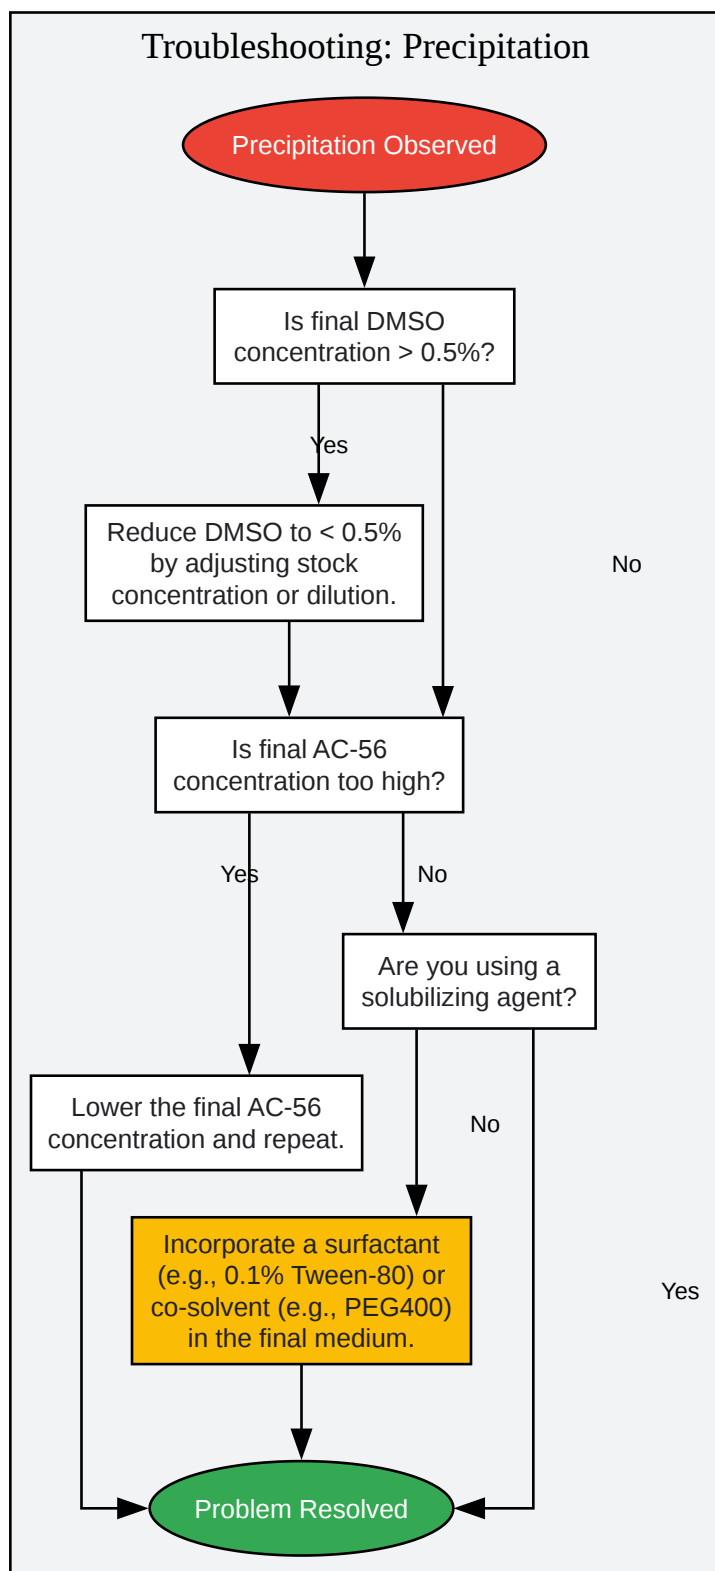 Troubleshooting: Precipitation
Precipitation Observed
Is final DMSO
concentration > 0.5%?
Yes
Reduce DMSO to < 0.5%
by adjusting stock
concentration or dilution.
No
Is final AC-56
concentration too high?
Yes
No
Are you using a
solubilizing agent?
Lower the final AC-56
concentration and repeat.
No
Incorporate a surfactant
(e.g., 0.1% Tween-80) or
co-solvent (e.g., PEG400)
in the final medium.
Yes
Problem Resolved